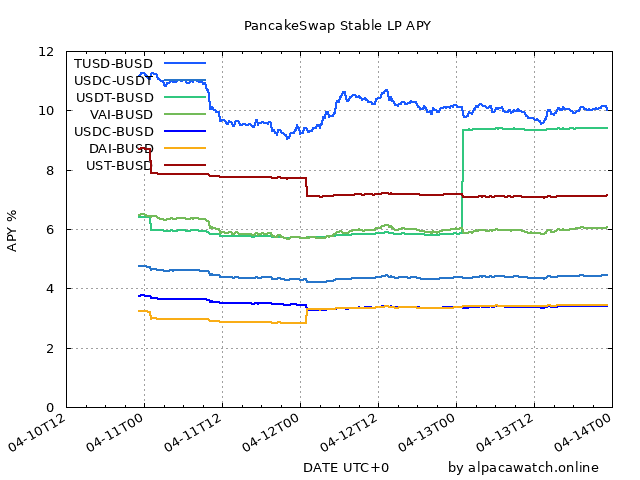 PancakeSwap Stable LP APY
12
10
8
6
4
2
0
APY %
TUSD-BUSD
USDC-USDT
USDT-BUSD
VAI-BUSD
USDC-BUSD
DAI-BUSD
UST-BUSD
04-10T12
04-11T00
04-11T12
04-12T00
04-12T12
04-13T00
04-13T12
04-14T00
DATE UTC+0
by alpacawatch.online